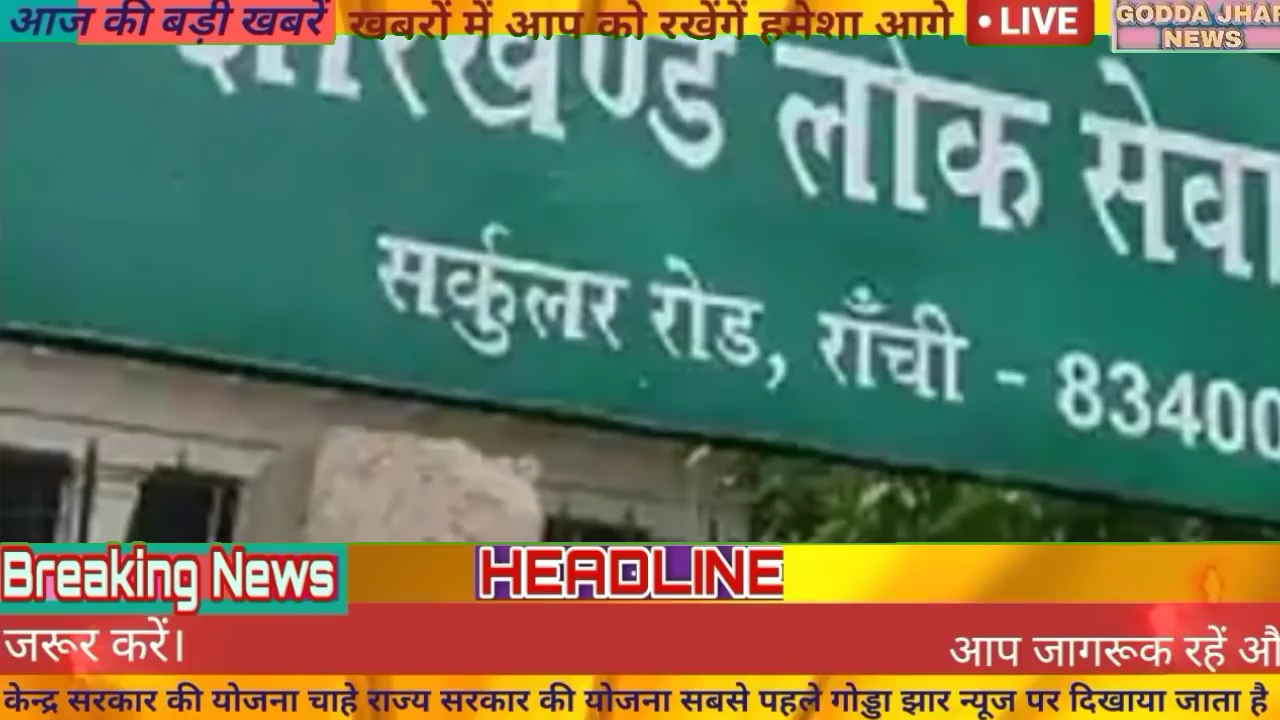 आज की बड़ी खबरें खबरों में आप को रखेंगें हमेशा आगे • LIVE GODDA JHAR
NEWS
झारखण्ड लोक सेवा
सर्कुलर रोड, राँची - 83400
Breaking News HEADLINE
जरूर करें। आप जागरूक रहें औ
केन्द्र सरकार की योजना चाहे राज्य सरकार की योजना सबसे पहले गोड्डा झार न्यूज पर दिखाया जाता है